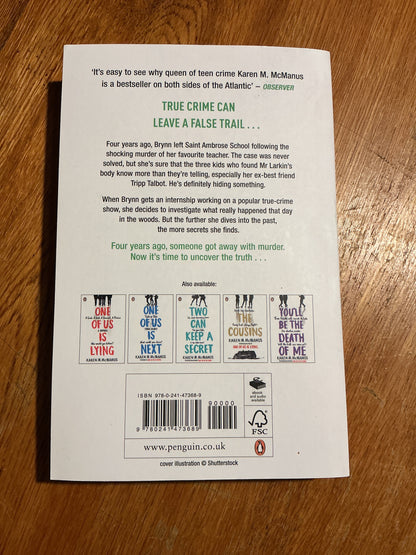 ‘It’s easy to see why queen of teen crime Karen M. McManus
is a bestseller on both sides of the Atlantic’ – OBSERVER
TRUE CRIME CAN
LEAVE A FALSE TRAIL . . .
Four years ago, Brynn left Saint Ambrose School following the
shocking murder of her favourite teacher. The case was never
solved, but she’s sure that the three kids who found Mr Larkin’s
body know more than they’re telling, especially her ex-best friend
Tripp Talbot. He’s definitely hiding something.
When Brynn gets an internship working on a popular true-crime
show, she decides to investigate what really happened that day
in the woods. But the further she dives into the past,
the more secrets she finds.
Four years ago, someone got away with murder.
Now it’s time to uncover the truth . . .
Also available:
ONE
OF US
IS
LYING
KAREN M. McMANUS
ONE
OF US
IS
NEXT
KAREN M. McMANUS
TWO
CAN
KEEP A
SECRET
KAREN M. McMANUS
THE
COUSINS
KAREN M. McMANUS
YOU'LL
BE THE
DEATH
OF ME
KAREN M. McMANUS
ISBN 978-0-241-47368-9
90000
9 780241 473689
www.penguin.co.uk
ebook
and audio
available
FSC
cover illustration © Shutterstock